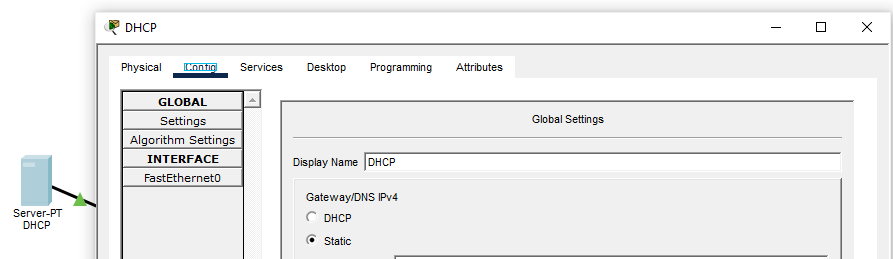 DHCP
Physical Config Services Desktop Programming Attributes
GLOBAL
Settings
Algorithm Settings
INTERFACE
FastEthernet0
Global Settings
Display Name DHCP
Gateway/DNS IPv4
DHCP
Static
Server-PT
DHCP